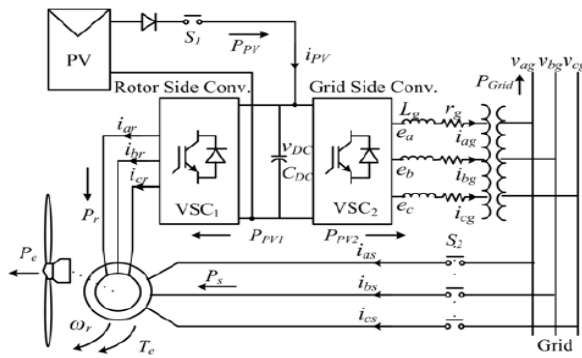 PV
S1
PPV
iPV
vag vbg vcg
PGrid
Rotor Side Conv.
Grid Side Conv.
Lg rg
iar
ibr
icr
vDC
CDC
ea
eb
ec
iag
ibg
icg
Pr
VSC1
VSC2
PPV1
PPV2
Pe
Ps
ias
ibs
ics
S2
ωr
Te
Grid